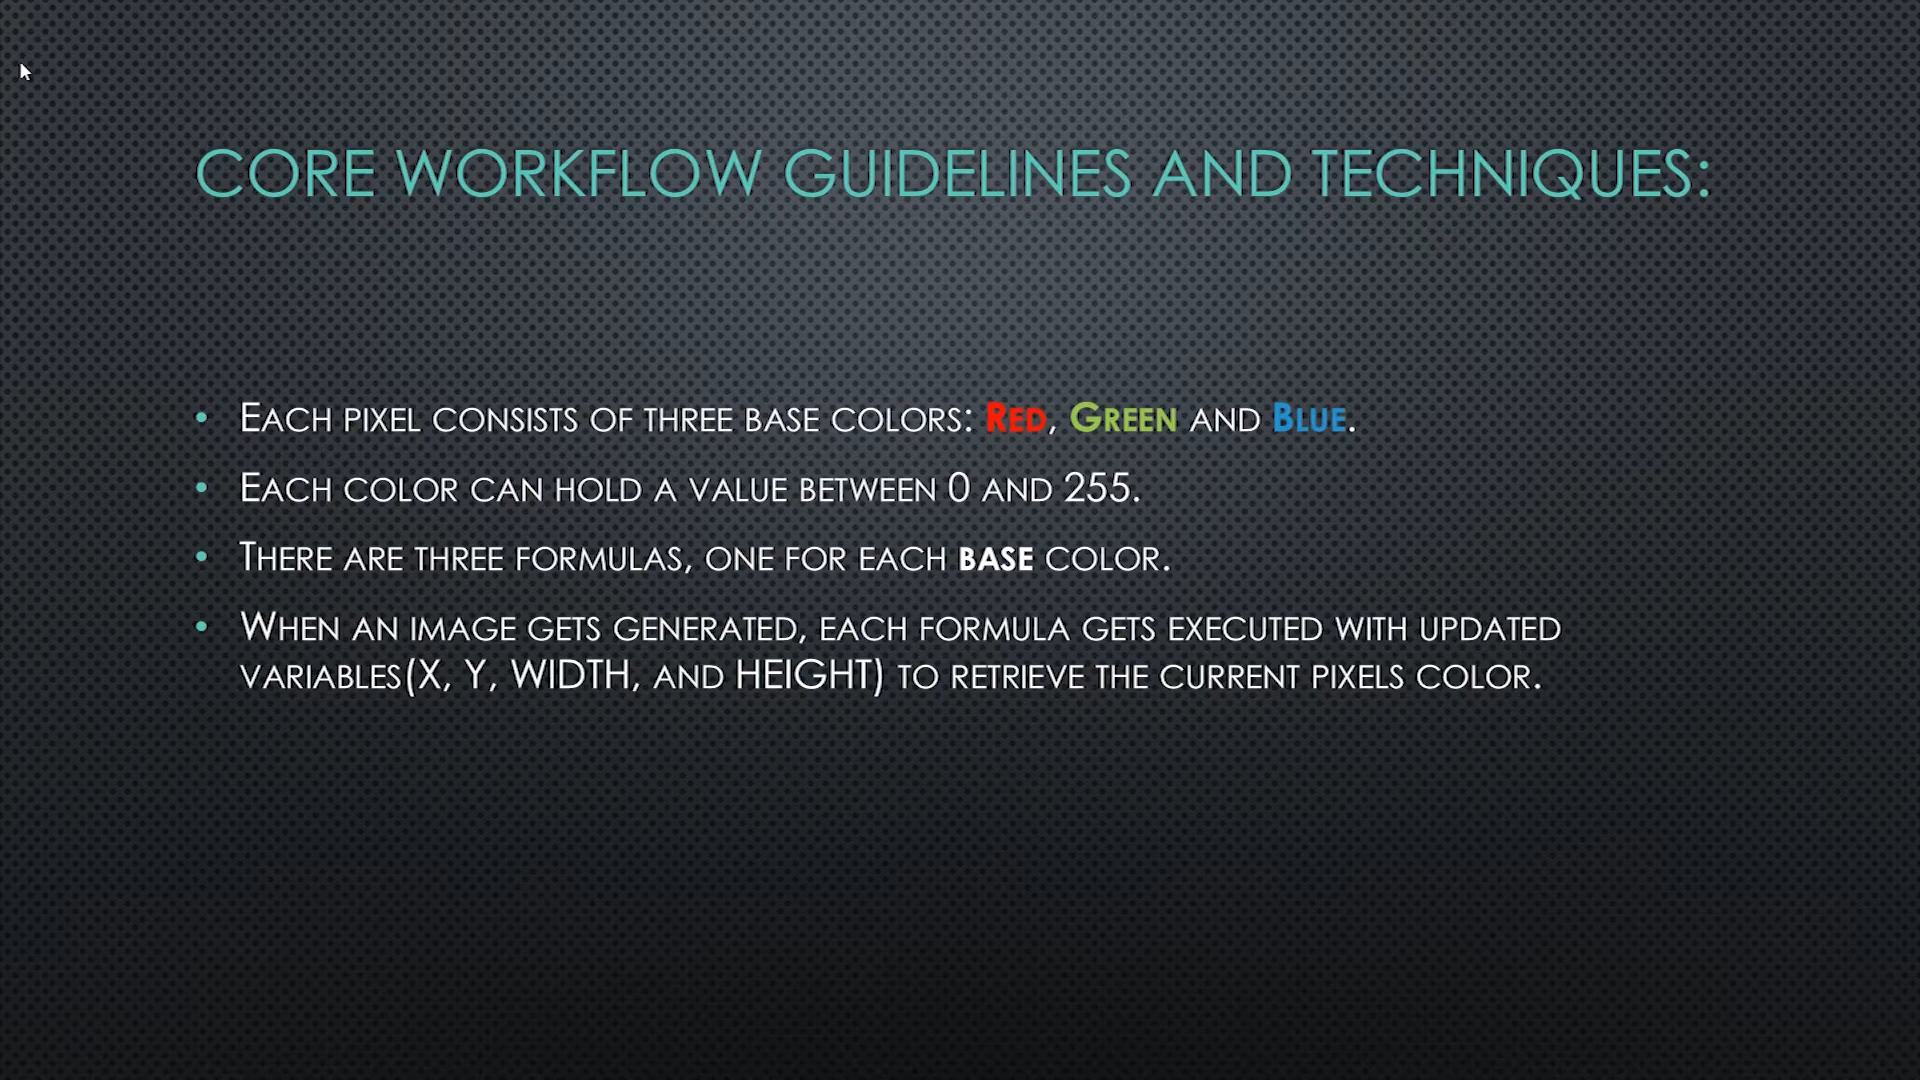 CORE WORKFLOW GUIDELINES AND TECHNIQUES:
• EACH PIXEL CONSISTS OF THREE BASE COLORS: RED, GREEN AND BLUE.
• EACH COLOR CAN HOLD A VALUE BETWEEN 0 AND 255.
• THERE ARE THREE FORMULAS, ONE FOR EACH BASE COLOR.
• WHEN AN IMAGE GETS GENERATED, EACH FORMULA GETS EXECUTED WITH UPDATED
VARIABLES(X, Y, WIDTH, AND HEIGHT) TO RETRIEVE THE CURRENT PIXELS COLOR.